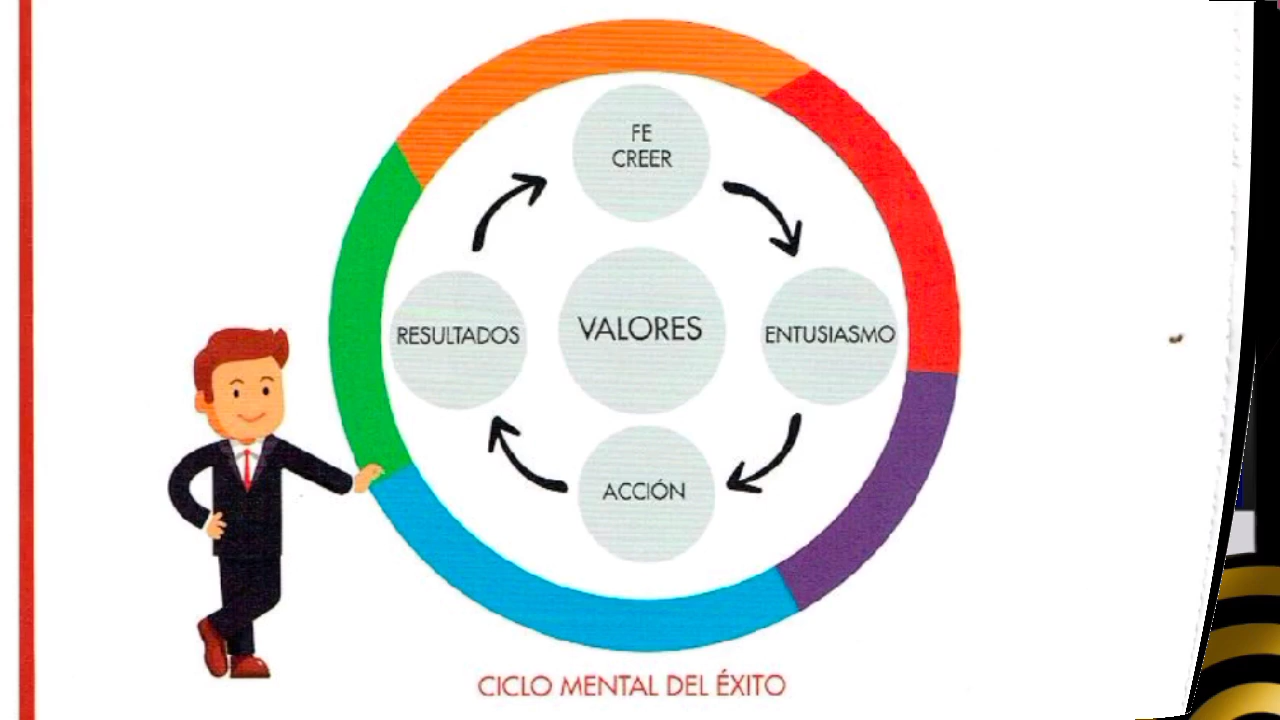 FE
CREER
RESULTADOS
VALORES
ENTUSIASMO
ACCIÓN
CICLO MENTAL DEL ÉXITO